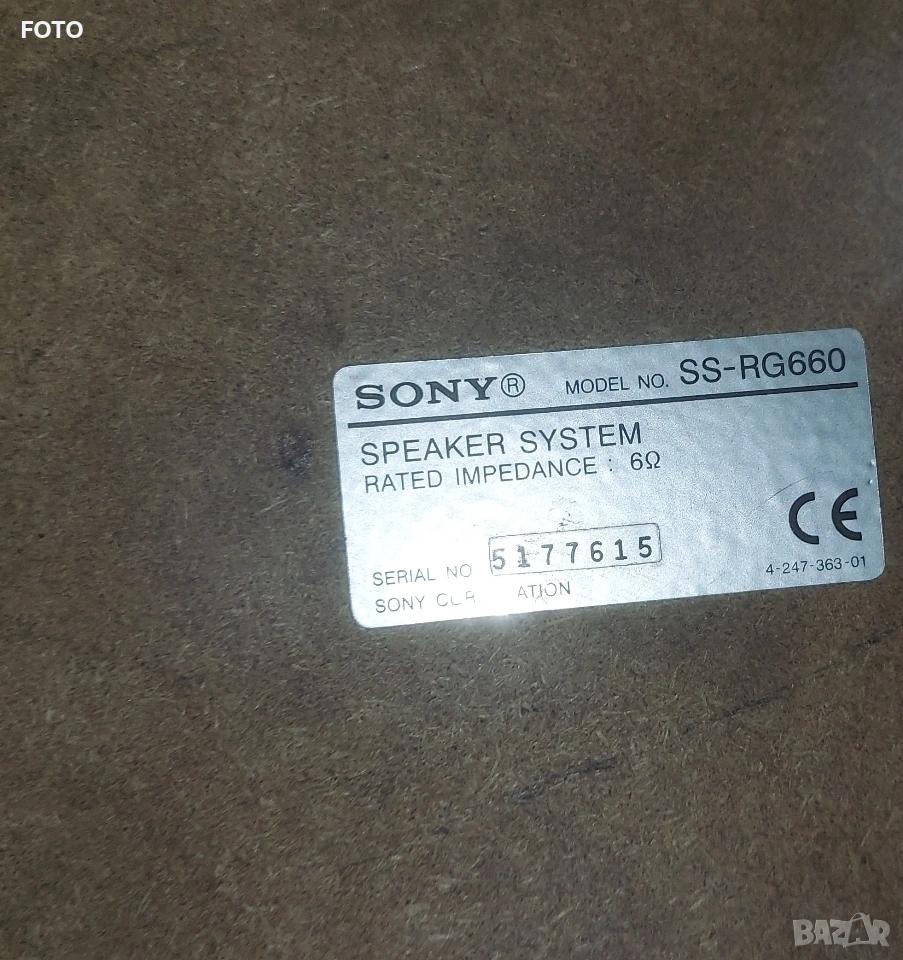 FOTO
SONY® MODEL NO. SS-RG660
SPEAKER SYSTEM
RATED IMPEDANCE : 6Ω
CE
SERIAL NO 5177615
4-247-363-01
SONY
BAZAR